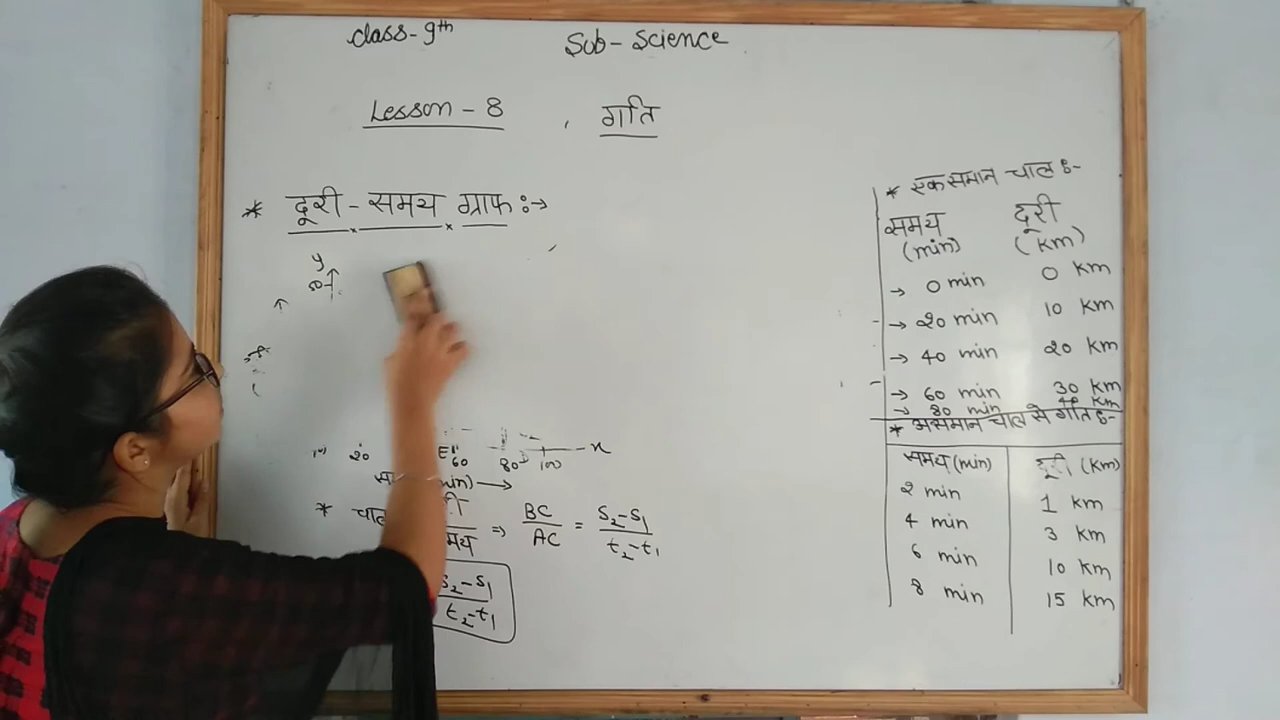 class-9th Sub-Science
Lesson-8 , गति
* दूरी-समय ग्राफ :→
y
50
20 60 80 100 x
min) →
* चाल ⇒ BC/AC = S₂-S₁/t₂-t₁
S₂-S₁/t₂-t₁
* एकसमान चाल :-
समय दूरी
(min) (km)
→ 0 min 0 km
→ 20 min 10 km
→ 40 min 20 km
→ 60 min 30 km
→ 80 min 40 km
* असमान चाल से गति :-
समय (min) दूरी (km)
2 min 1 km
4 min 3 km
6 min 10 km
8 min 15 km